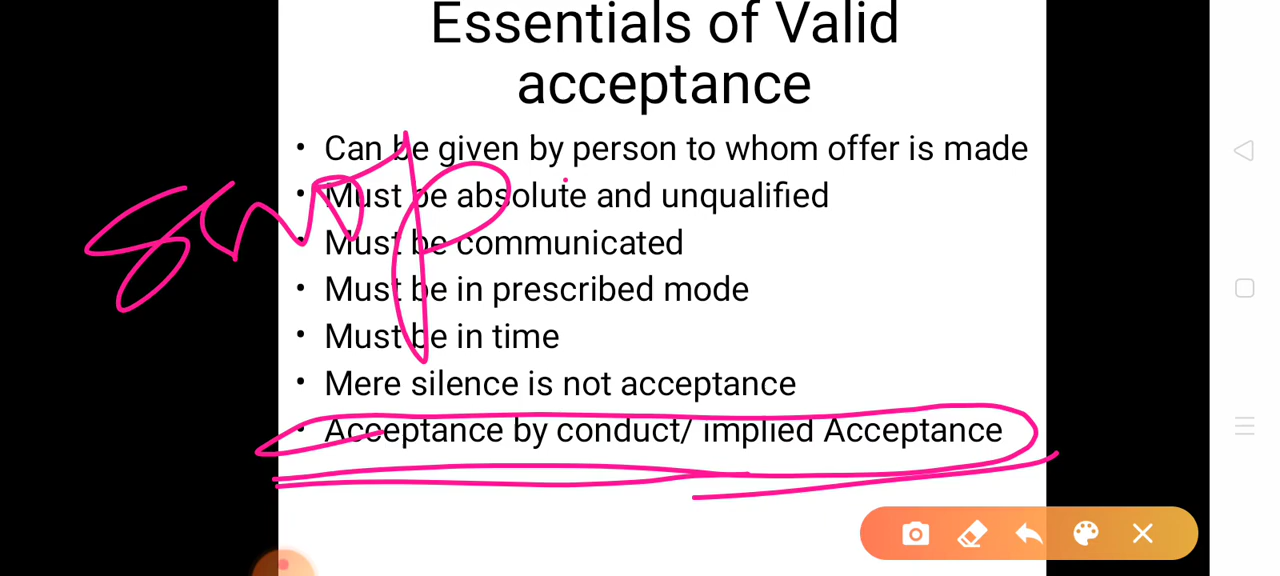 Essentials of Valid
acceptance
• Can be given by person to whom offer is made
• Must be absolute and unqualified
• Must be communicated
• Must be in prescribed mode
• Must be in time
• Mere silence is not acceptance
• Acceptance by conduct/ implied Acceptance